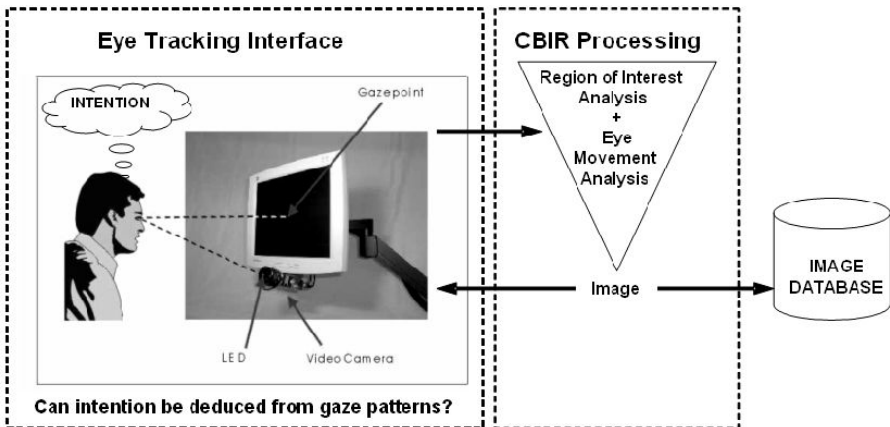 Eye Tracking Interface
INTENTION
Gazepoint
LED
Video Camera
Can intention be deduced from gaze patterns?
CBIR Processing
Region of Interest
Analysis
+
Eye
Movement
Analysis
Image
IMAGE
DATABASE